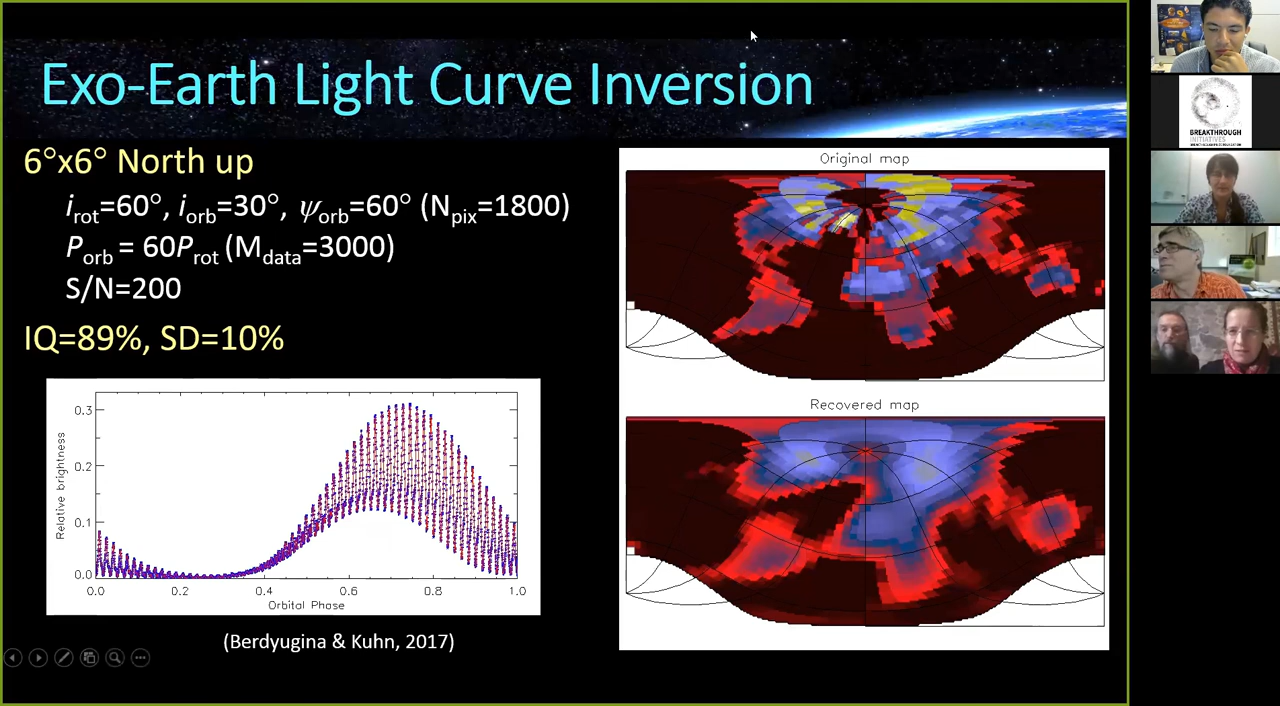 Exo-Earth Light Curve Inversion
6°x6° North up
i_rot=60°, i_orb=30°, ψ_orb=60° (N_pix=1800)
P_orb = 60P_rot (M_data=3000)
S/N=200
IQ=89%, SD=10%
Relative brightness
0.3
0.2
0.1
0.0
0.0 0.2 0.4 0.6 0.8 1.0
Orbital Phase
(Berdyugina & Kuhn, 2017)
Original map
Recovered map
BREAKTHROUGH
INITIATIVES